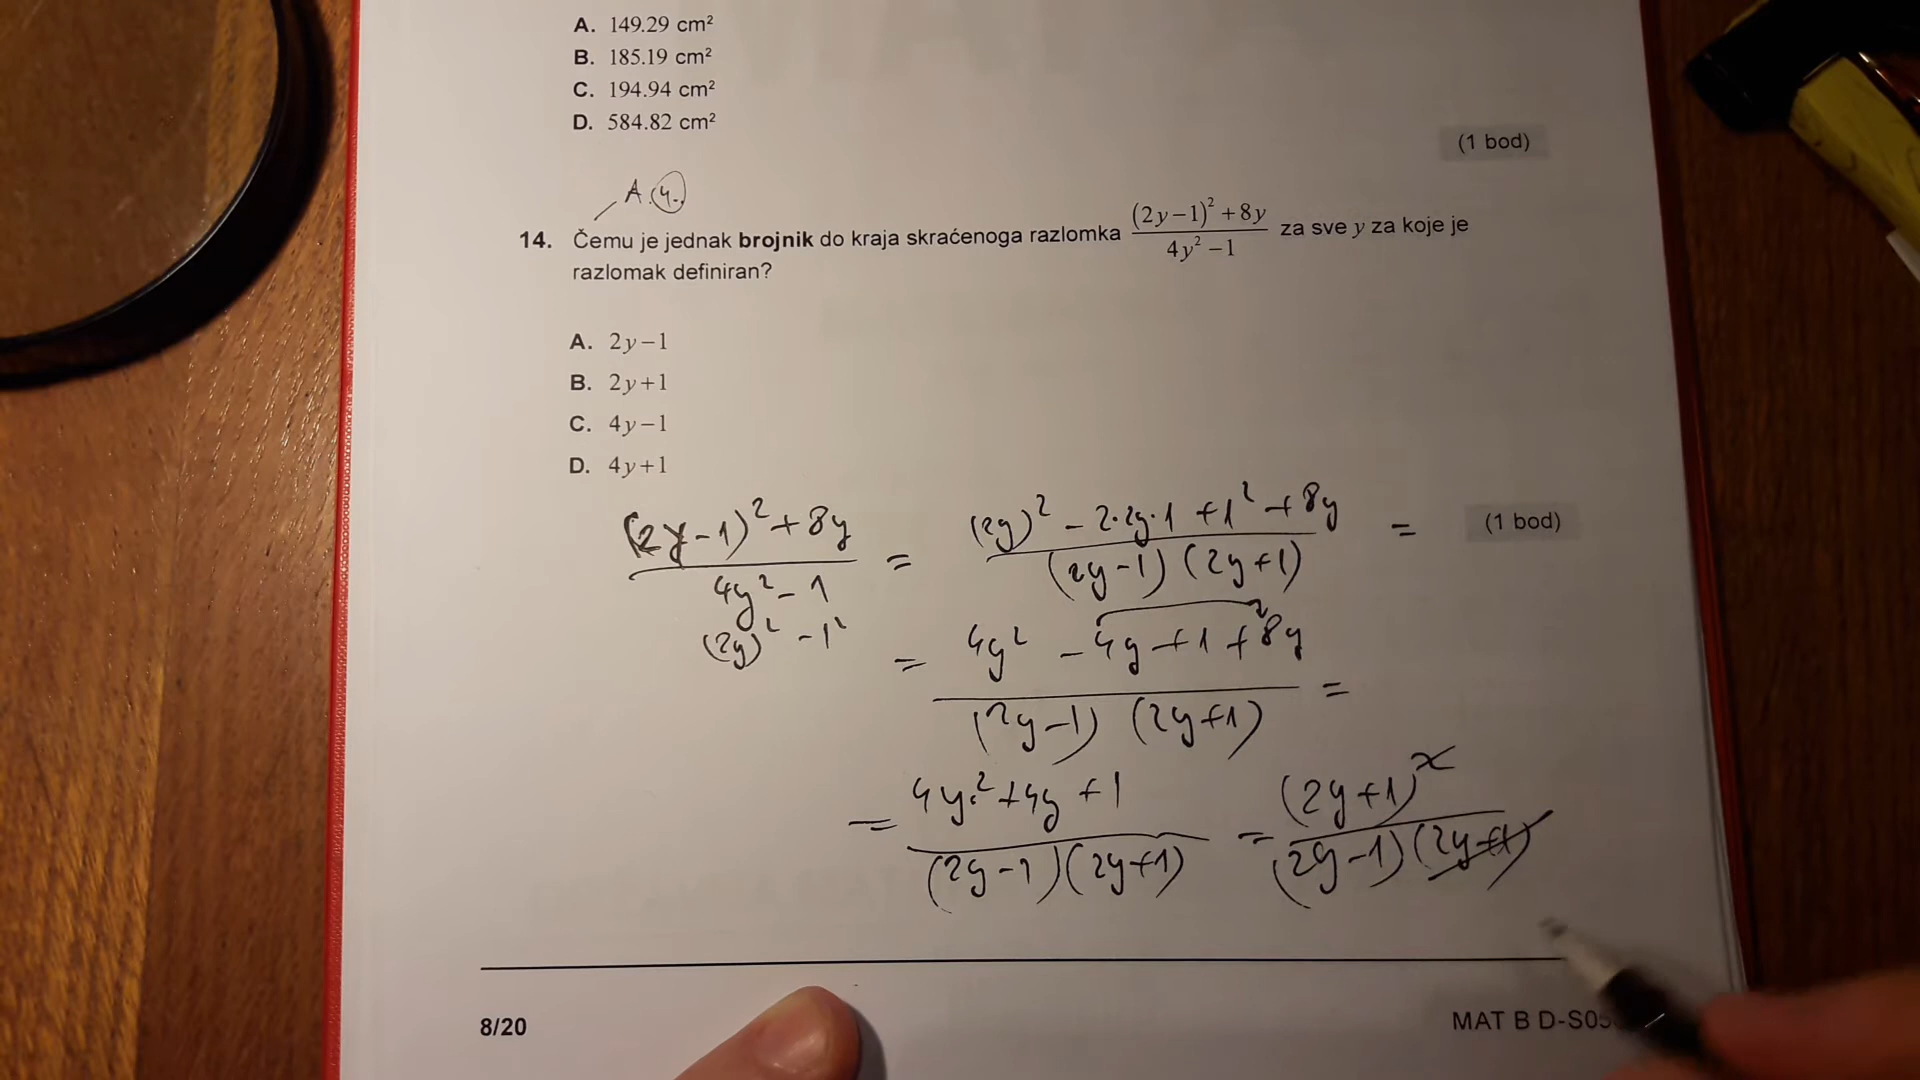 A. 149.29 cm²
B. 185.19 cm²
C. 194.94 cm²
D. 584.82 cm²
(1 bod)
A. 4.
14. Čemu je jednak brojnik do kraja skraćenoga razlomka ((2y−1)²+8y)/(4y²−1) za sve y za koje je
razlomak definiran?
A. 2y−1
B. 2y+1
C. 4y−1
D. 4y+1
(1 bod)
((2y-1)²+8y)/(4y²-1) = ((2y)²-2·2y·1+1²+8y)/((2y-1)(2y+1)) =
(2y)²-1²
= (4y²-4y+1+8y)/((2y-1)(2y+1)) =
= (4y²+4y+1)/((2y-1)(2y+1)) = (2y+1)/((2y-1)(2y+1))
8/20
MAT B D-S05